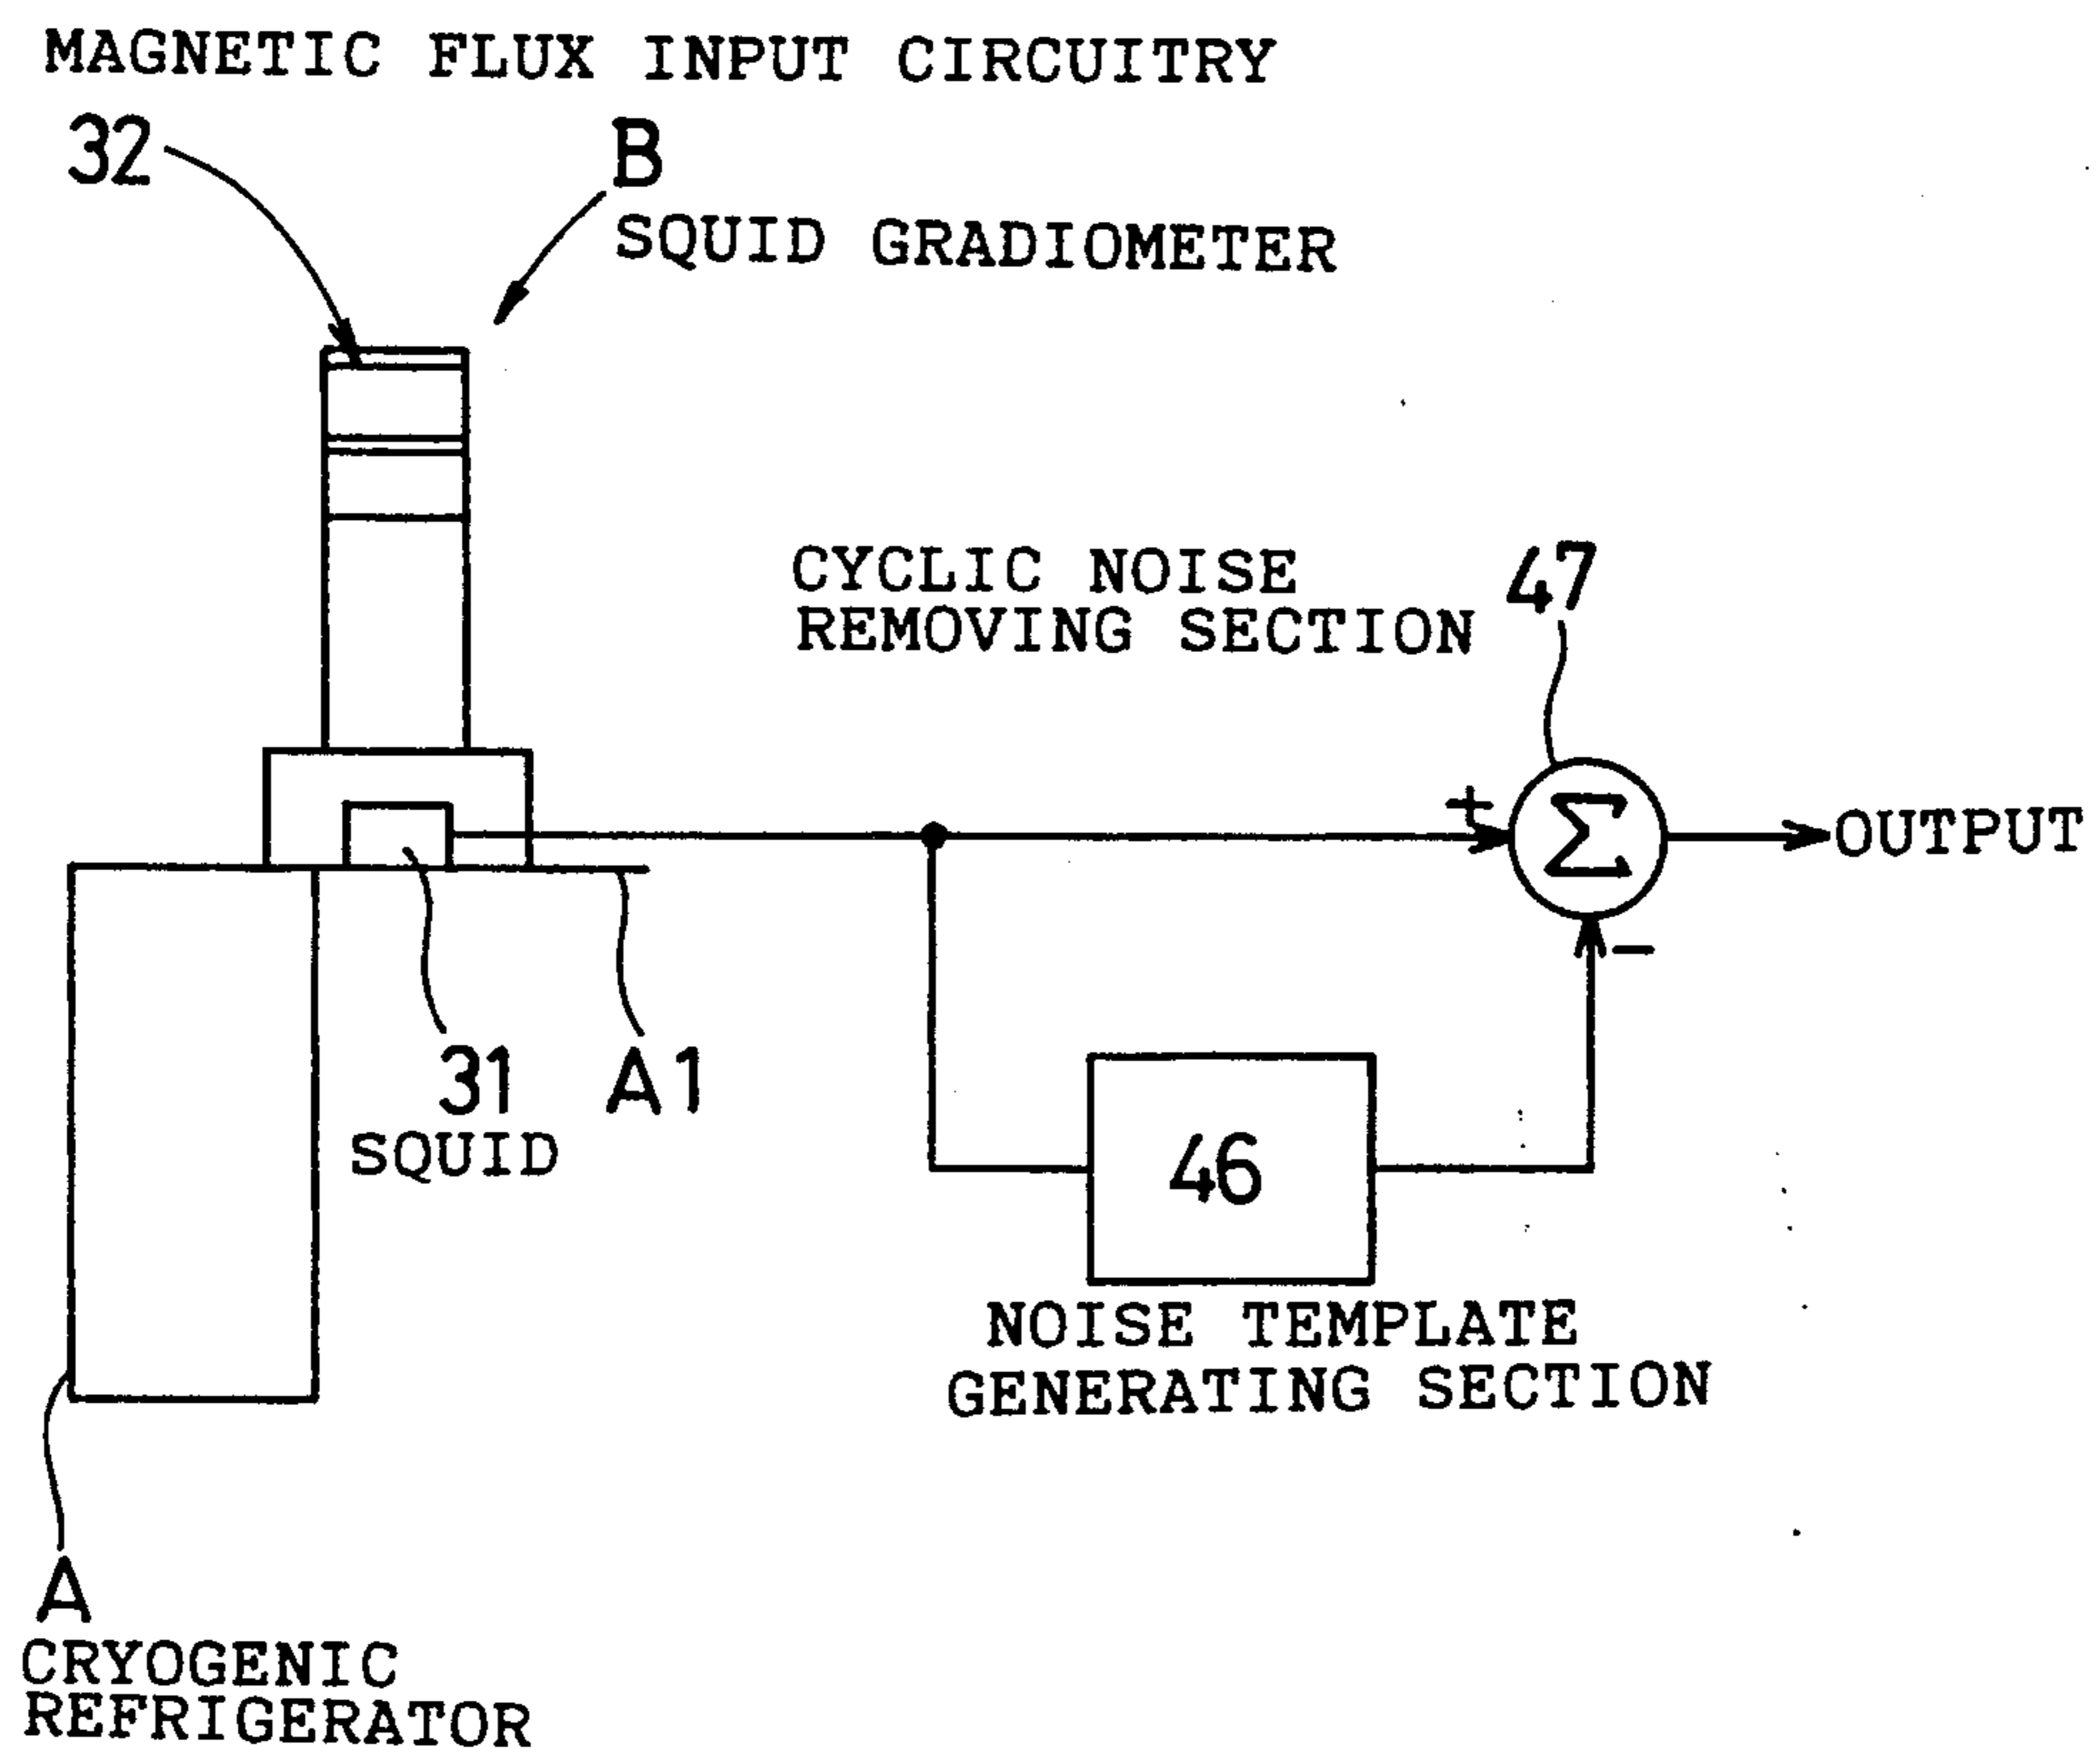 MAGNETIC FLUX INPUT CIRCUITRY
32
B
SQUID GRADIOMETER
CYCLIC NOISE
REMOVING SECTION
47
+
Σ
OUTPUT
−
31
SQUID
A1
46
NOISE TEMPLATE
GENERATING SECTION
A
CRYOGENIC
REFRIGERATOR